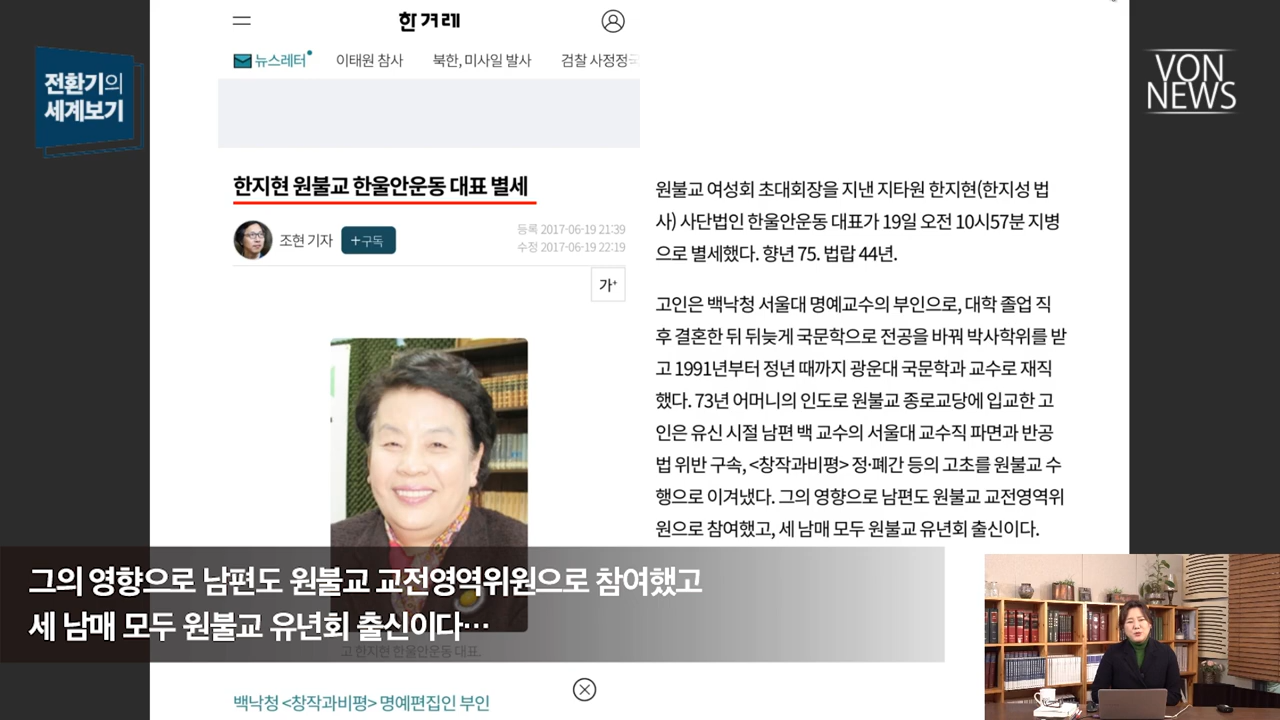 전환기의
세계보기
한겨레
뉴스레터 이태원 참사 북한, 미사일 발사 검찰 사정정국
한지현 원불교 한울안운동 대표 별세
조현 기자 +구독
등록 2017-06-19 21:39
수정 2017-06-19 22:19
가+
고 한지현 한울안운동 대표.
백낙청 <창작과비평> 명예편집인 부인
원불교 여성회 초대회장을 지낸 지타원 한지현(한지성 법
사) 사단법인 한울안운동 대표가 19일 오전 10시57분 지병
으로 별세했다. 향년 75. 법랍 44년.
고인은 백낙청 서울대 명예교수의 부인으로, 대학 졸업 직
후 결혼한 뒤 뒤늦게 국문학으로 전공을 바꿔 박사학위를 받
고 1991년부터 정년 때까지 광운대 국문학과 교수로 재직
했다. 73년 어머니의 인도로 원불교 종로교당에 입교한 고
인은 유신 시절 남편 백 교수의 서울대 교수직 파면과 반공
법 위반 구속, <창작과비평> 정·폐간 등의 고초를 원불교 수
행으로 이겨냈다. 그의 영향으로 남편도 원불교 교전영역위
원으로 참여했고, 세 남매 모두 원불교 유년회 출신이다.
VON
NEWS
그의 영향으로 남편도 원불교 교전영역위원으로 참여했고
세 남매 모두 원불교 유년회 출신이다…